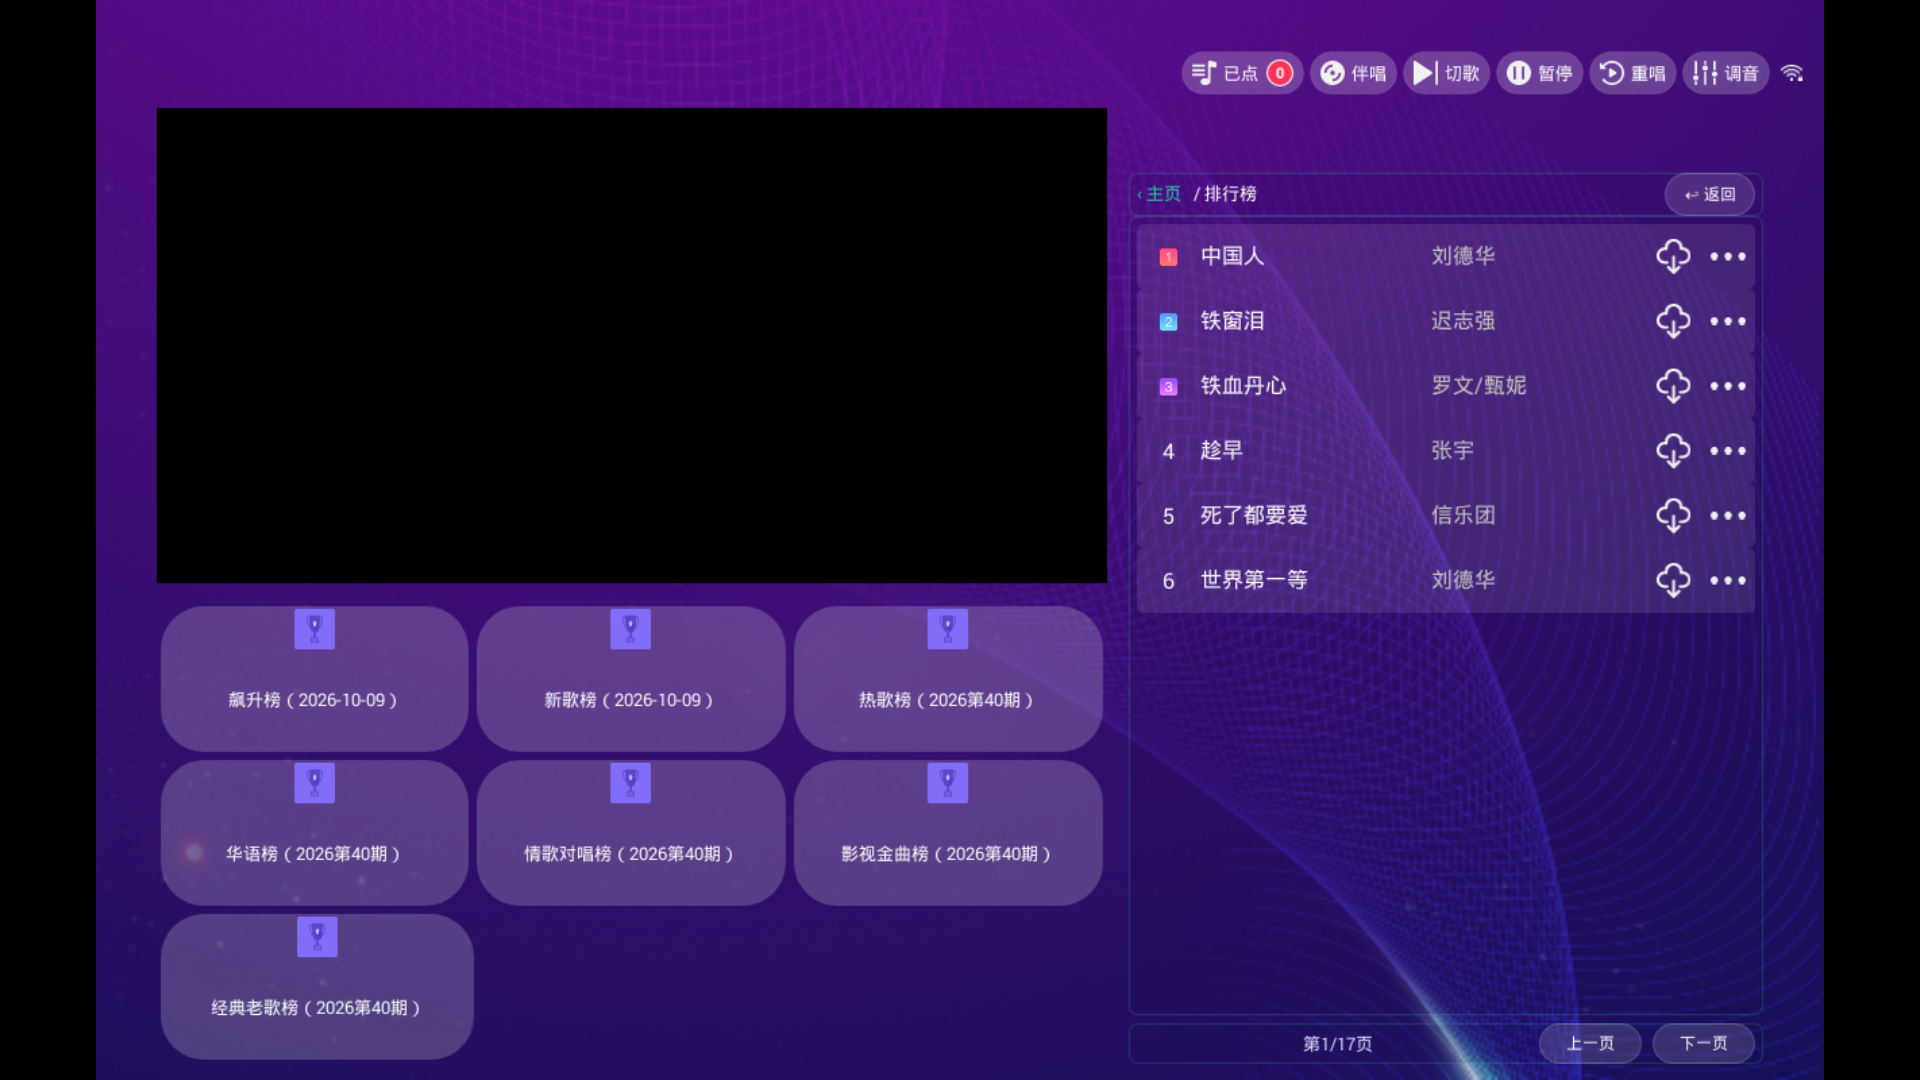 已点 0 伴唱 切歌 暂停 重唱 调音
‹主页 / 排行榜 返回
1 中国人 刘德华
2 铁窗泪 迟志强
3 铁血丹心 罗文/甄妮
4 趁早 张宇
5 死了都要爱 信乐团
6 世界第一等 刘德华
飙升榜（2026-10-09） 新歌榜（2026-10-09） 热歌榜（2026第40期）
华语榜（2026第40期） 情歌对唱榜（2026第40期） 影视金曲榜（2026第40期）
经典老歌榜（2026第40期）
第1/17页 上一页 下一页